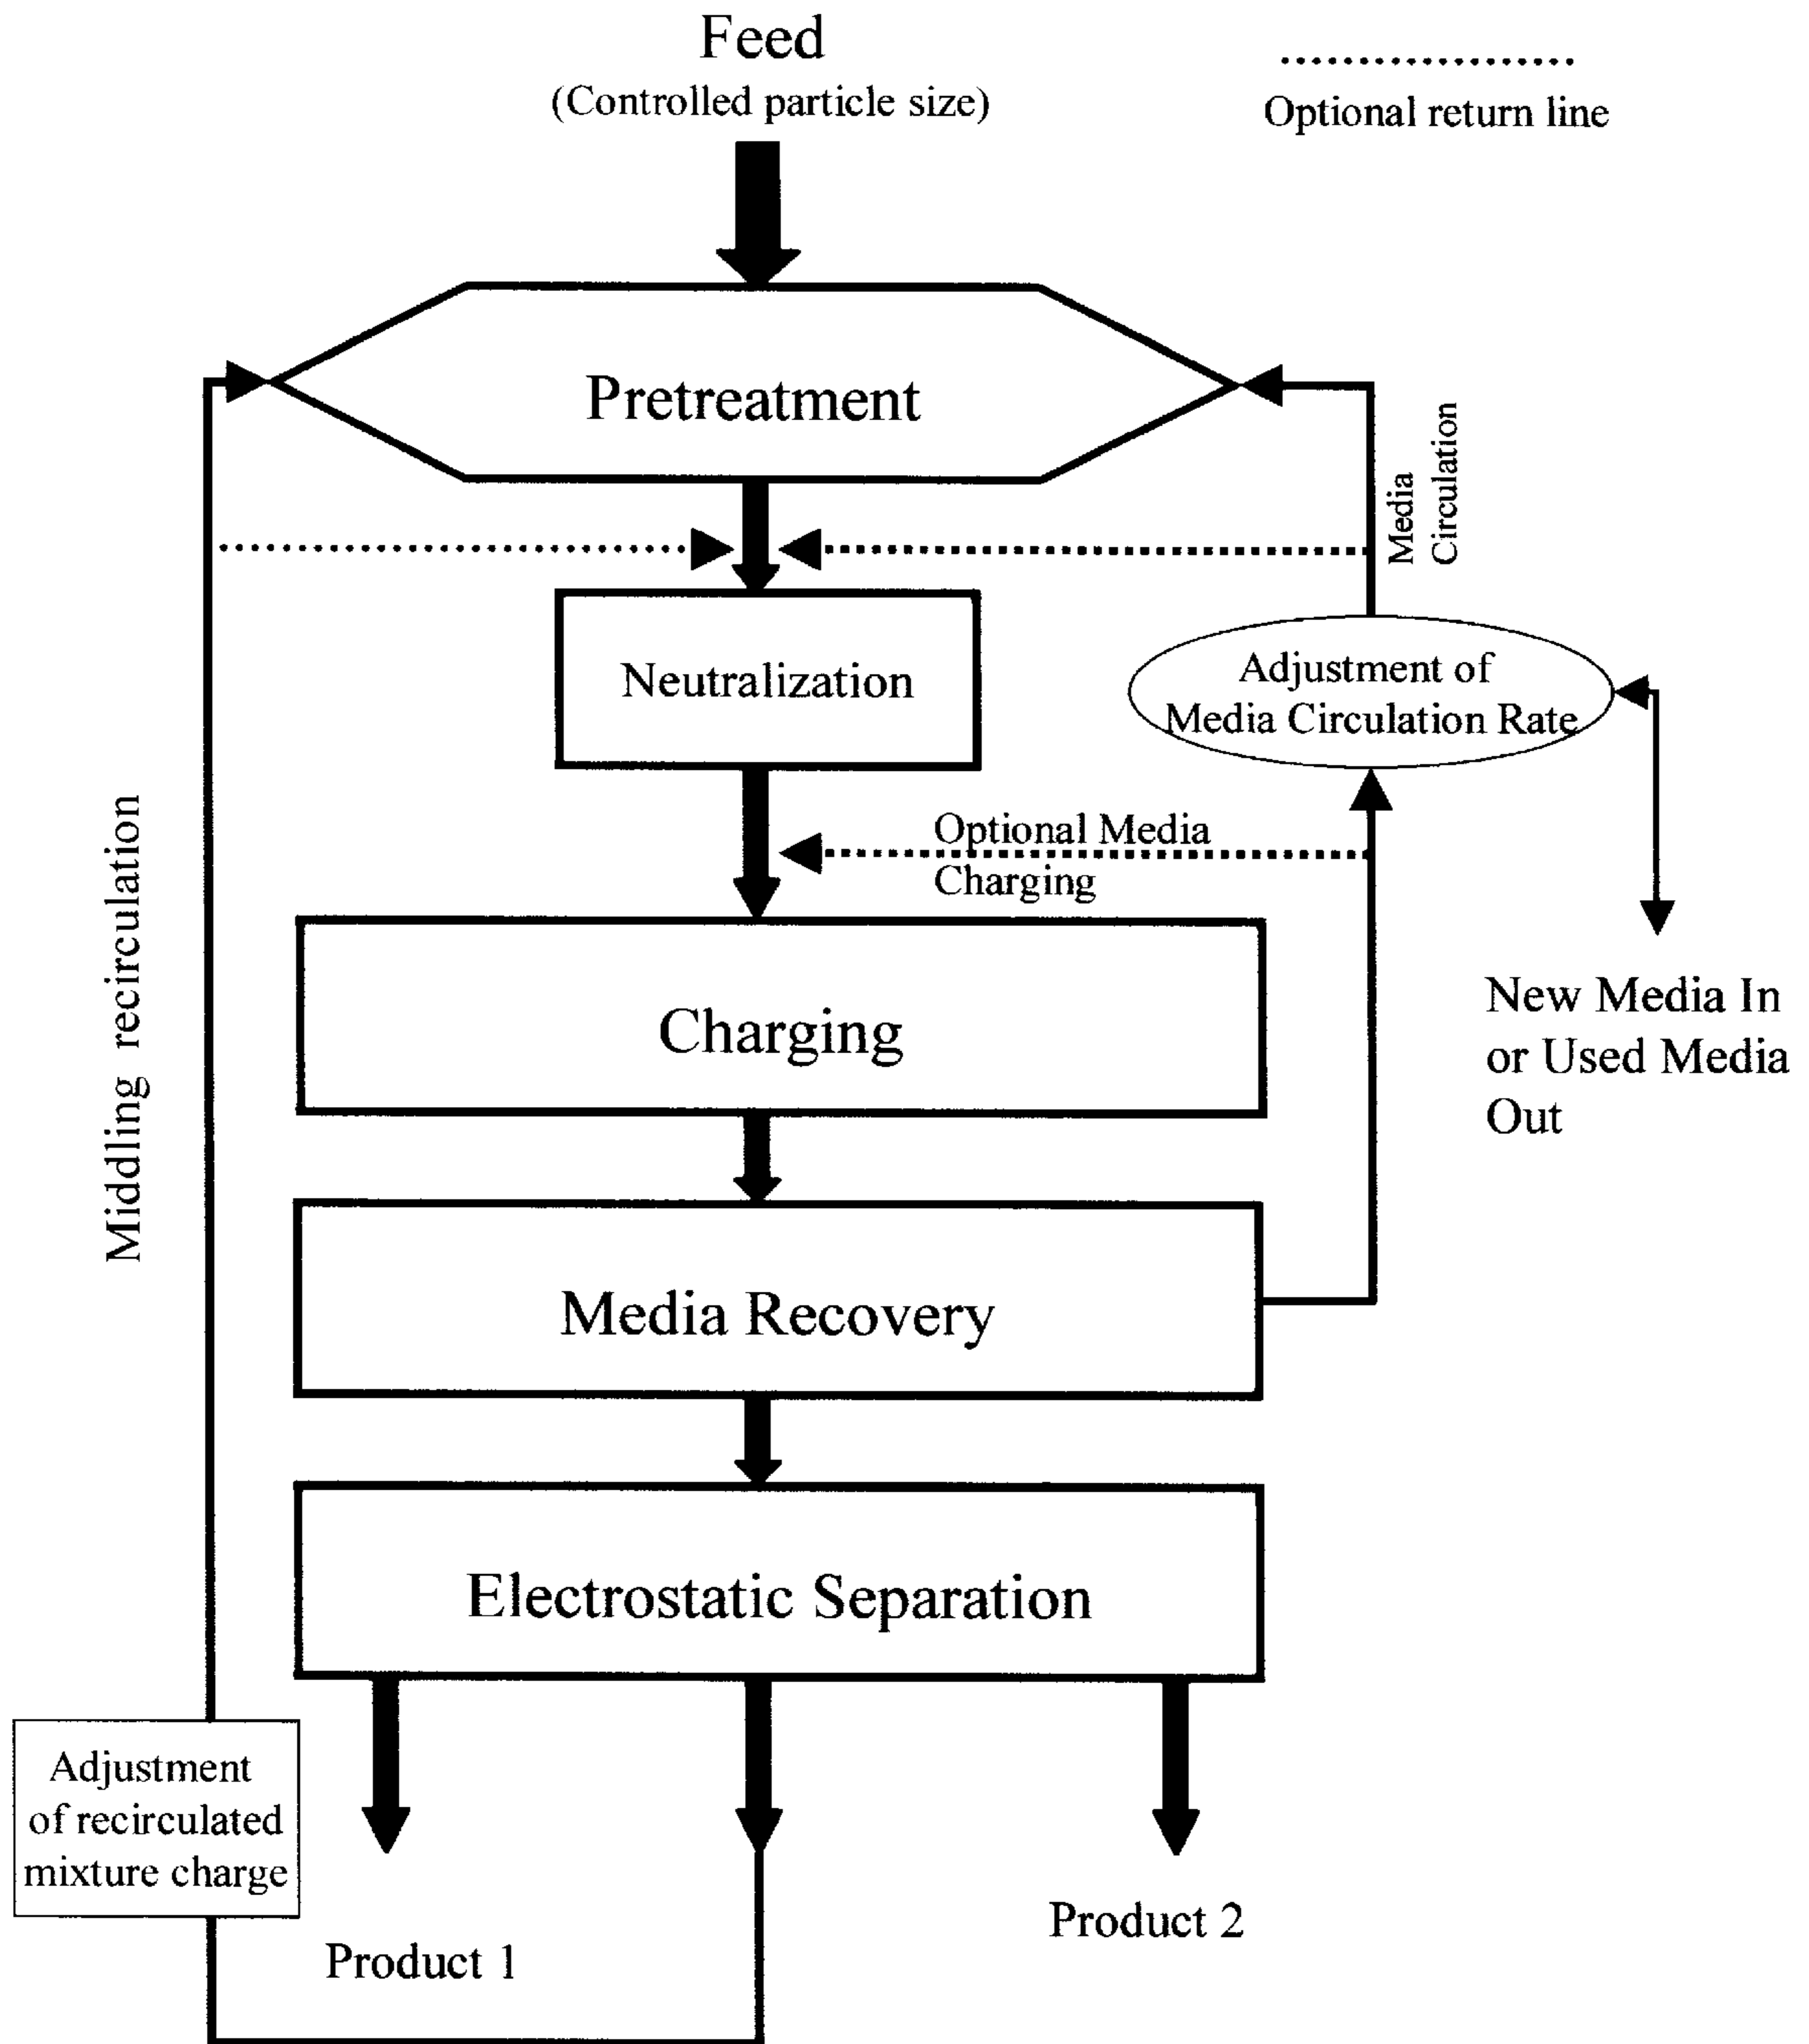 Feed
(Controlled particle size)
Optional return line
Pretreatment
Media
Circulation
Neutralization
Adjustment of
Media Circulation Rate
Optional Media
Charging
Middling recirculation
Charging
New Media In
or Used Media
Out
Media Recovery
Electrostatic Separation
Adjustment
of recirculated
mixture charge
Product 1
Product 2